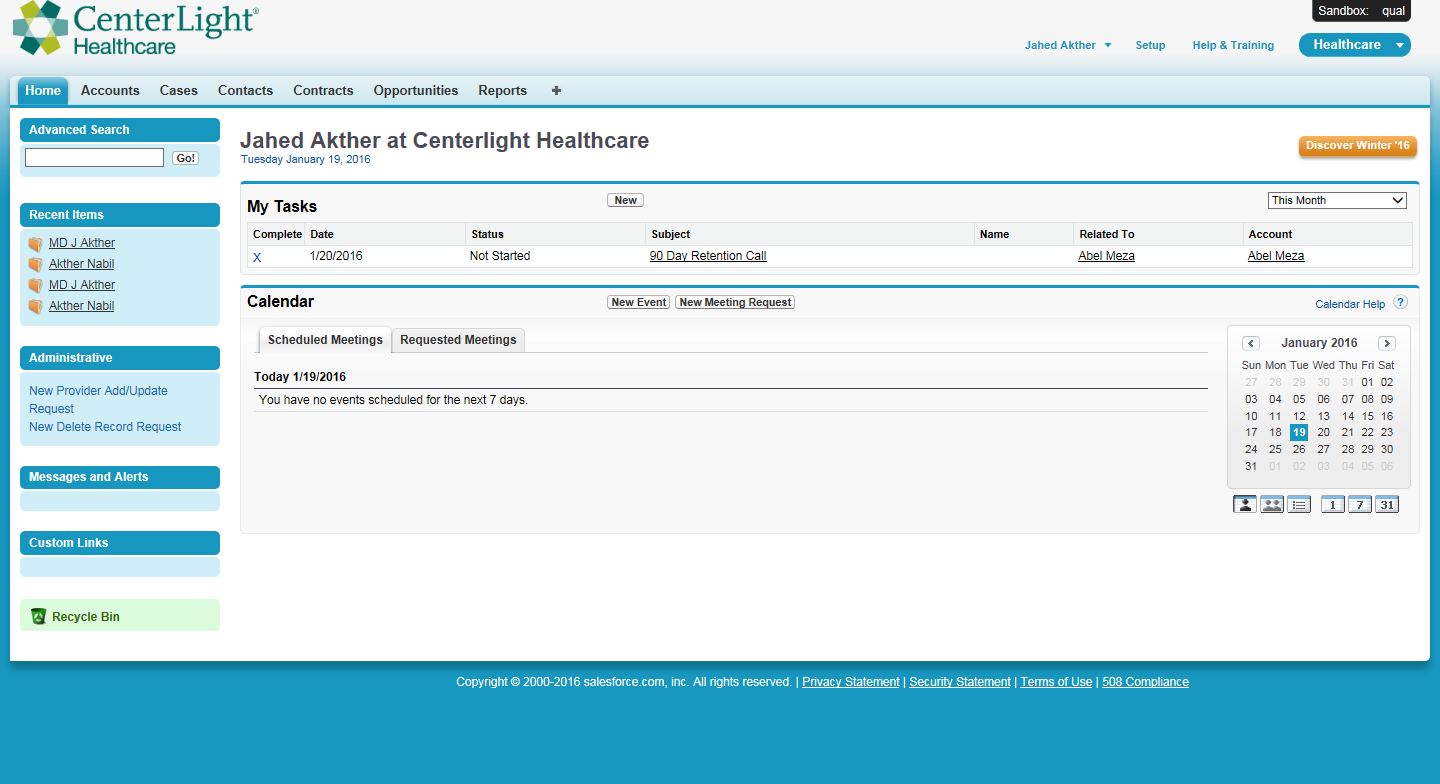 CenterLight®
Healthcare
Sandbox: qual
Jahed Akther Setup Help & Training Healthcare
Home Accounts Cases Contacts Contracts Opportunities Reports
Advanced Search
Go!
Recent Items
MD J Akther
Akther Nabil
MD J Akther
Akther Nabil
Administrative
New Provider Add/Update
Request
New Delete Record Request
Messages and Alerts
Custom Links
Recycle Bin
Jahed Akther at Centerlight Healthcare
Tuesday January 19, 2016
Discover Winter '16
My Tasks New This Month
Complete Date Status Subject Name Related To Account
X 1/20/2016 Not Started 90 Day Retention Call Abel Meza Abel Meza
Calendar New Event New Meeting Request Calendar Help ?
Scheduled Meetings Requested Meetings
Today 1/19/2016
You have no events scheduled for the next 7 days.
< January 2016 >
Sun Mon Tue Wed Thu Fri Sat
27 28 29 30 31 01 02
03 04 05 06 07 08 09
10 11 12 13 14 15 16
17 18 19 20 21 22 23
24 25 26 27 28 29 30
31 01 02 03 04 05 06
1 7 31
Copyright © 2000-2016 salesforce.com, inc. All rights reserved. | Privacy Statement | Security Statement | Terms of Use | 508 Compliance